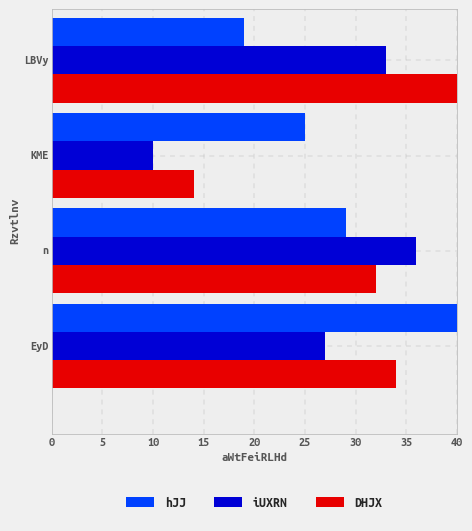 LBVy
KME
n
EyD
Rzvtlnv
0 5 10 15 20 25 30 35 40
aWtFeiRLHd
hJJ iUXRN DHJX